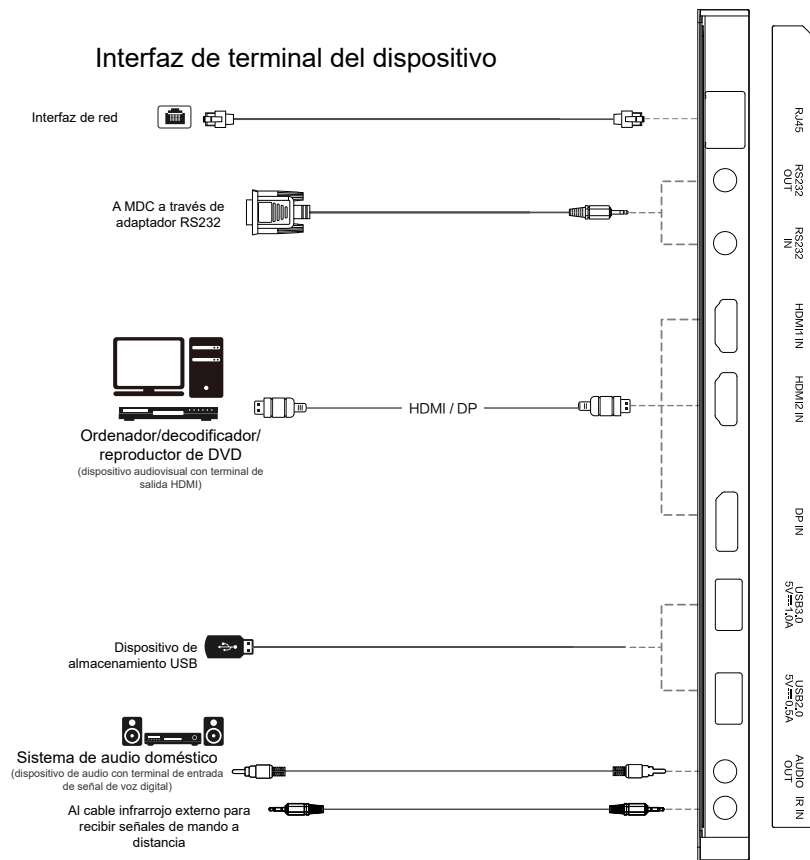 Interfaz de terminal del dispositivo
Interfaz de red
A MDC a través de
adaptador RS232
HDMI / DP
Ordenador/decodificador/
reproductor de DVD
(dispositivo audiovisual con terminal de
salida HDMI)
Dispositivo de
almacenamiento USB
Sistema de audio doméstico
(dispositivo de audio con terminal de entrada
de señal de voz digital)
Al cable infrarrojo externo para
recibir señales de mando a
distancia
RJ45
RS232
OUT
RS232
IN
HDMI1 IN
HDMI2 IN
DP IN
USB3.0
5V⎓1.0A
USB2.0
5V⎓0.5A
AUDIO
OUT
IR IN